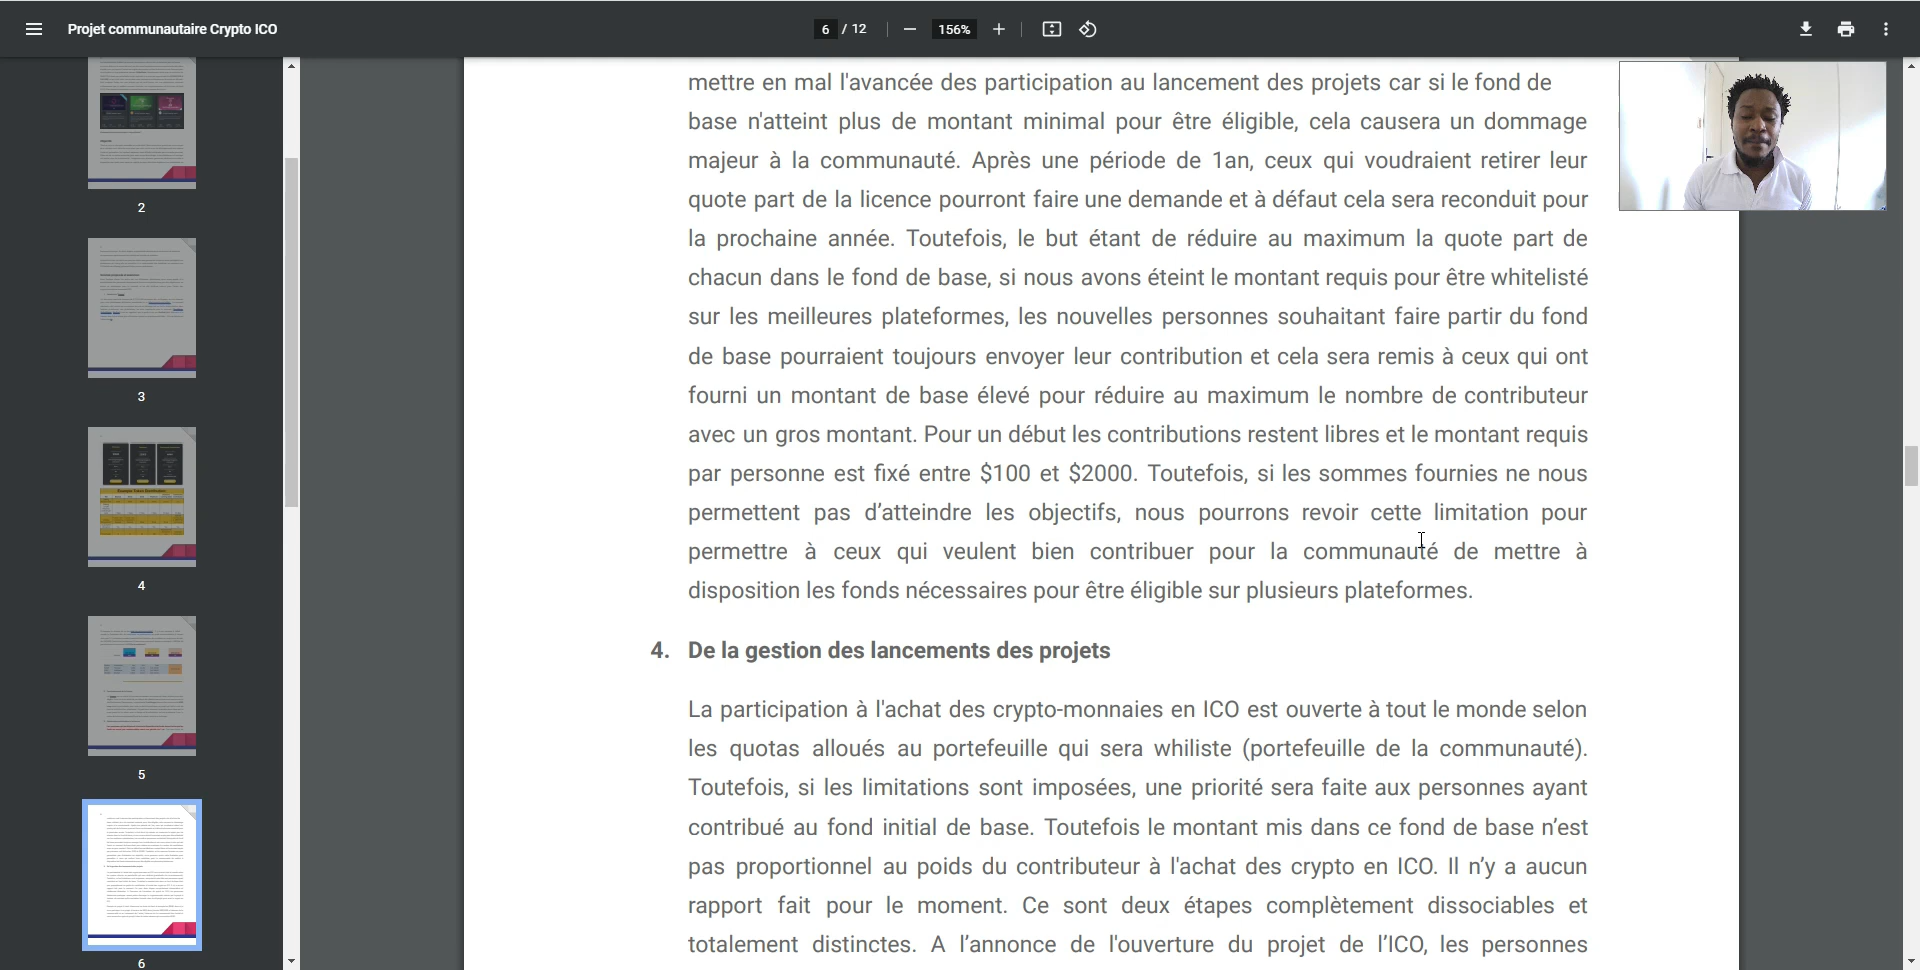 Projet communautaire Crypto ICO
6 / 12
156%
2
3
4
5
6
mettre en mal l'avancée des participation au lancement des projets car si le fond de
base n'atteint plus de montant minimal pour être éligible, cela causera un dommage
majeur à la communauté. Après une période de 1an, ceux qui voudraient retirer leur
quote part de la licence pourront faire une demande et à défaut cela sera reconduit pour
la prochaine année. Toutefois, le but étant de réduire au maximum la quote part de
chacun dans le fond de base, si nous avons éteint le montant requis pour être whitelisté
sur les meilleures plateformes, les nouvelles personnes souhaitant faire partir du fond
de base pourraient toujours envoyer leur contribution et cela sera remis à ceux qui ont
fourni un montant de base élevé pour réduire au maximum le nombre de contributeur
avec un gros montant. Pour un début les contributions restent libres et le montant requis
par personne est fixé entre $100 et $2000. Toutefois, si les sommes fournies ne nous
permettent pas d’atteindre les objectifs, nous pourrons revoir cette limitation pour
permettre à ceux qui veulent bien contribuer pour la communauté de mettre à
disposition les fonds nécessaires pour être éligible sur plusieurs plateformes.
4. De la gestion des lancements des projets
La participation à l'achat des crypto-monnaies en ICO est ouverte à tout le monde selon
les quotas alloués au portefeuille qui sera whiliste (portefeuille de la communauté).
Toutefois, si les limitations sont imposées, une priorité sera faite aux personnes ayant
contribué au fond initial de base. Toutefois le montant mis dans ce fond de base n’est
pas proportionnel au poids du contributeur à l'achat des crypto en ICO. Il n’y a aucun
rapport fait pour le moment. Ce sont deux étapes complètement dissociables et
totalement distinctes. A l’annonce de l'ouverture du projet de l’ICO, les personnes